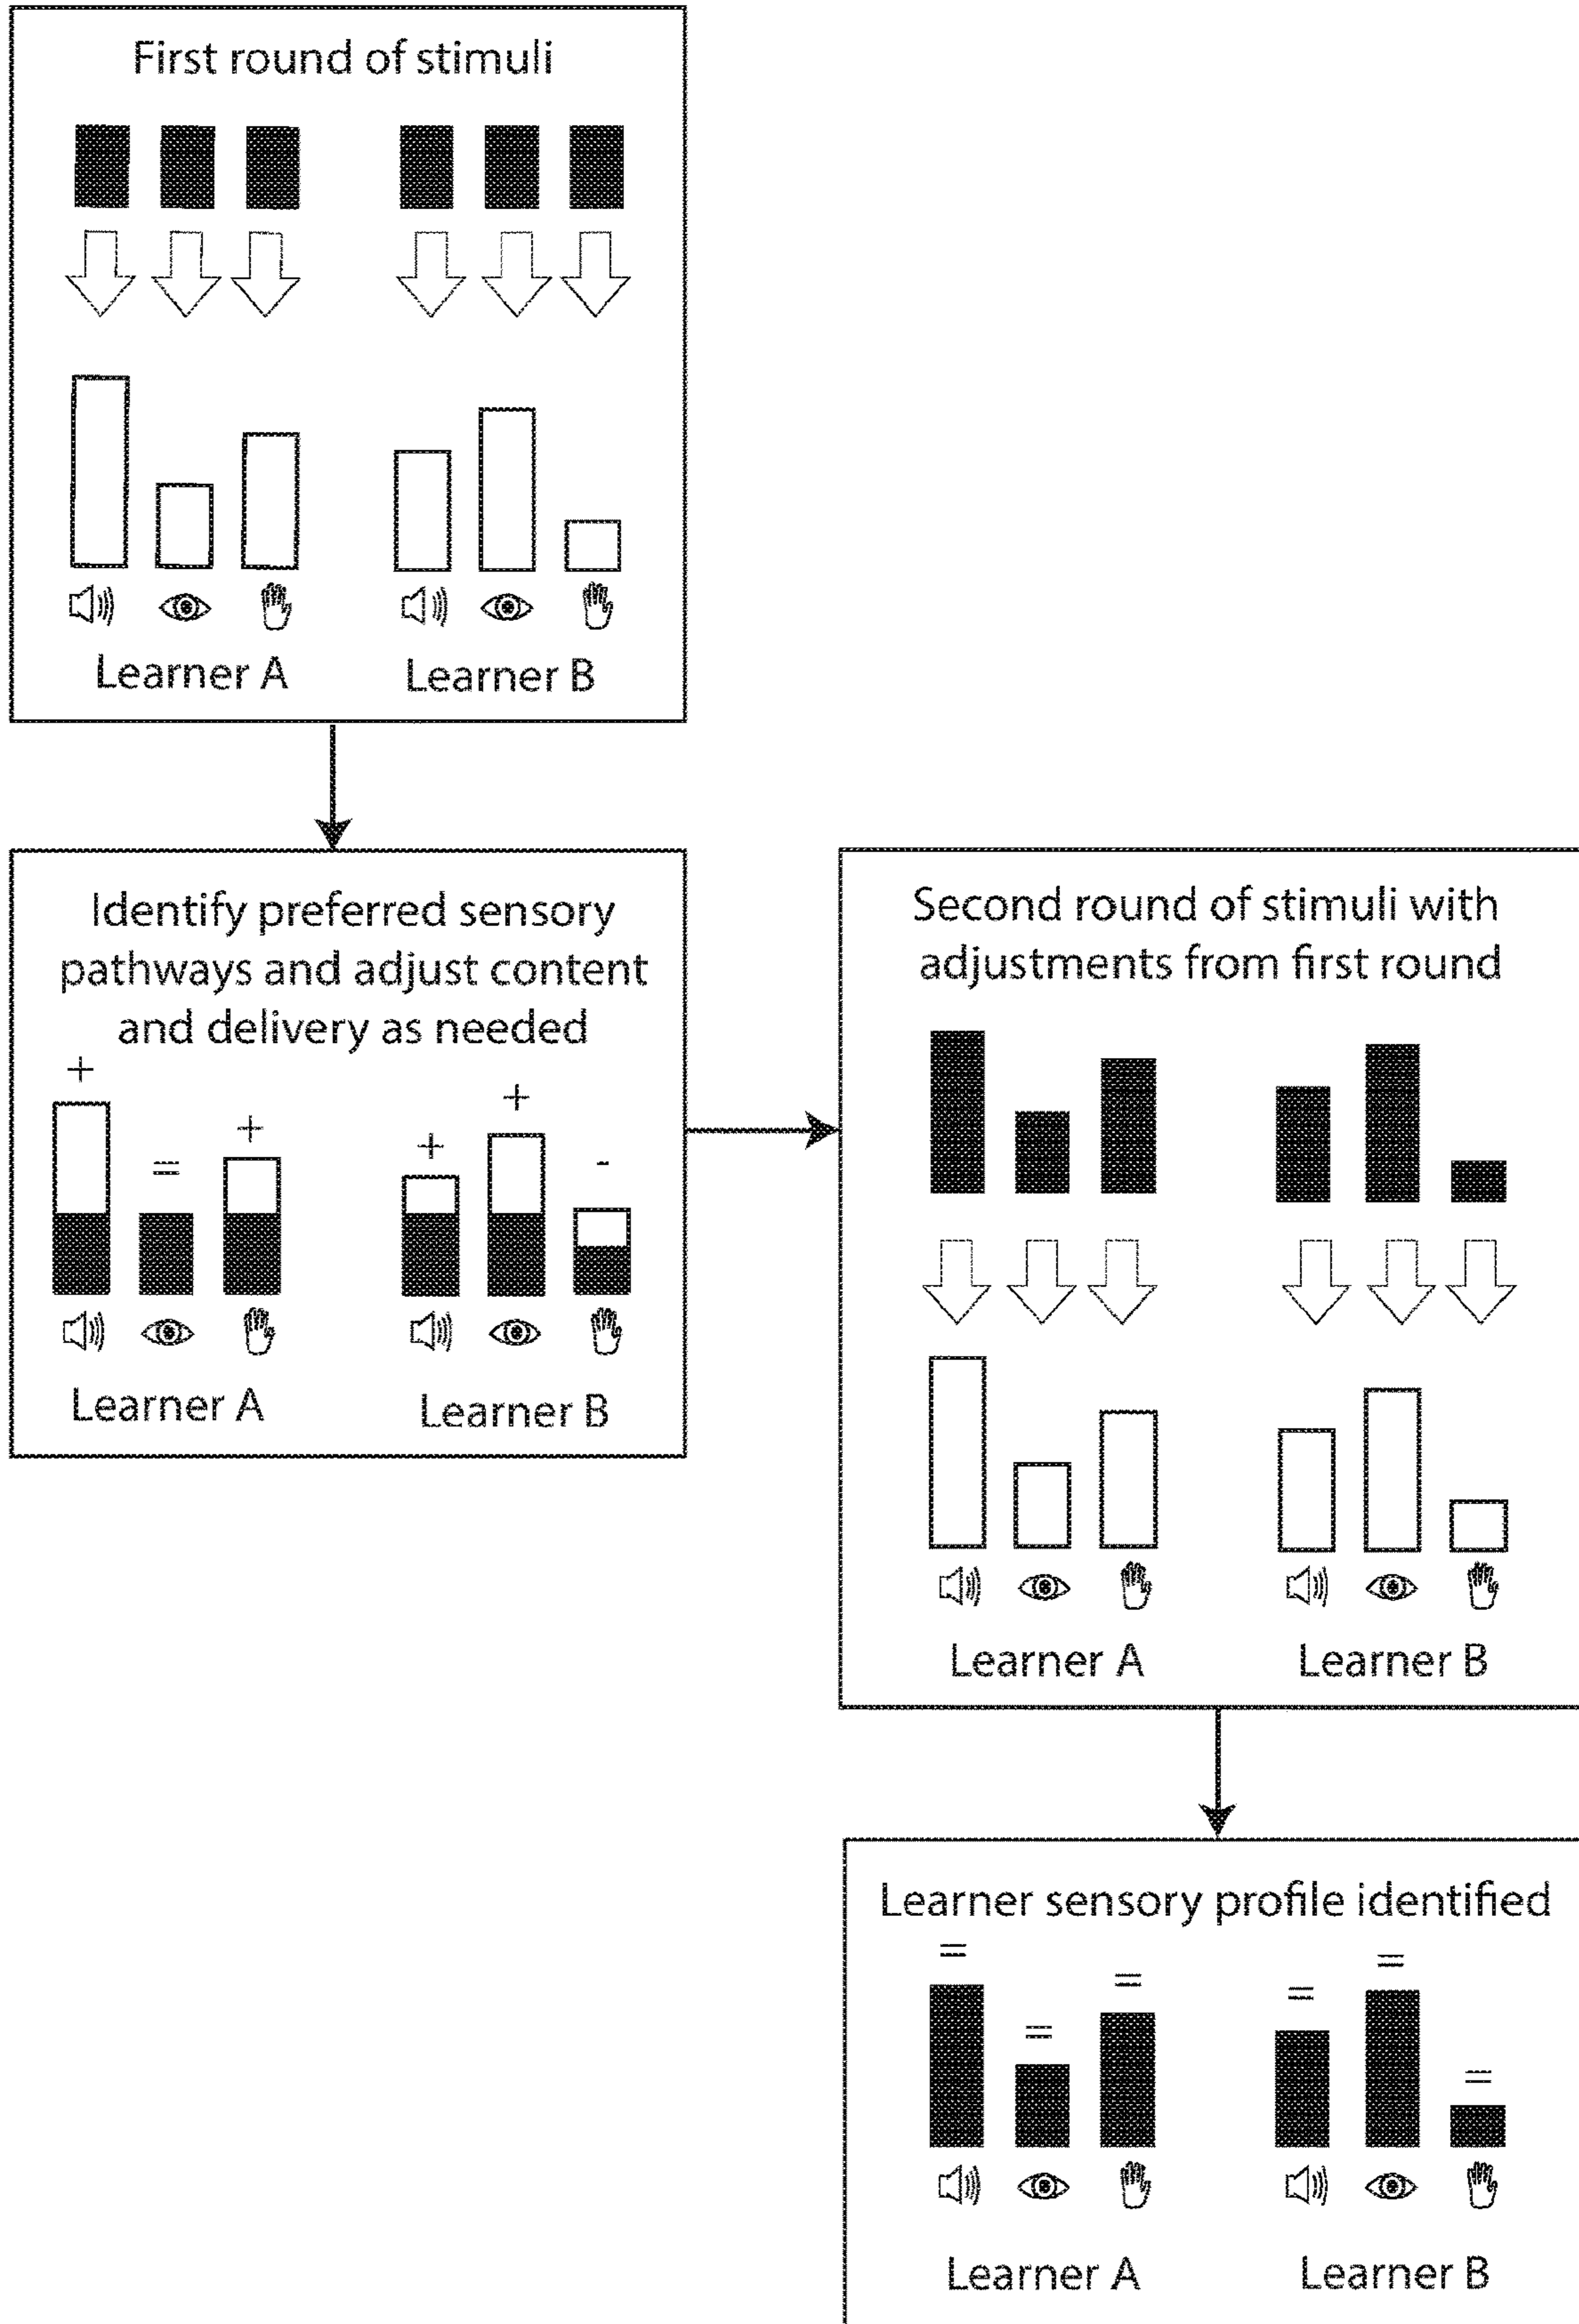 First round of stimuli
Learner A
Learner B
Identify preferred sensory
pathways and adjust content
and delivery as needed
+
=
+
+
+
-
Learner A
Learner B
Second round of stimuli with
adjustments from first round
Learner A
Learner B
Learner sensory profile identified
=
=
=
=
=
=
Learner A
Learner B